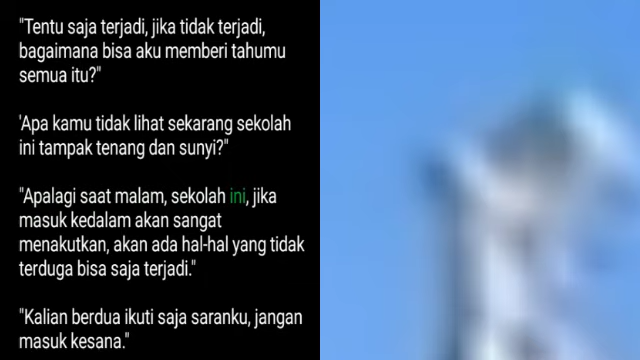 "Tentu saja terjadi, jika tidak terjadi,
bagaimana bisa aku memberi tahumu
semua itu?"
'Apa kamu tidak lihat sekarang sekolah
ini tampak tenang dan sunyi?"
"Apalagi saat malam, sekolah ini, jika
masuk kedalam akan sangat
menakutkan, akan ada hal-hal yang tidak
terduga bisa saja terjadi."
"Kalian berdua ikuti saja saranku, jangan
masuk kesana."